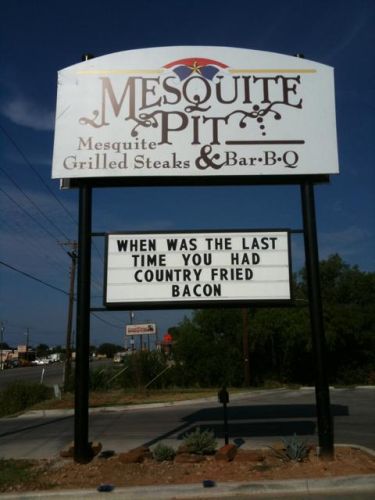 MESQUITE
PIT
Mesquite
Grilled Steaks & Bar·B·Q
WHEN WAS THE LAST
TIME YOU HAD
COUNTRY FRIED
BACON